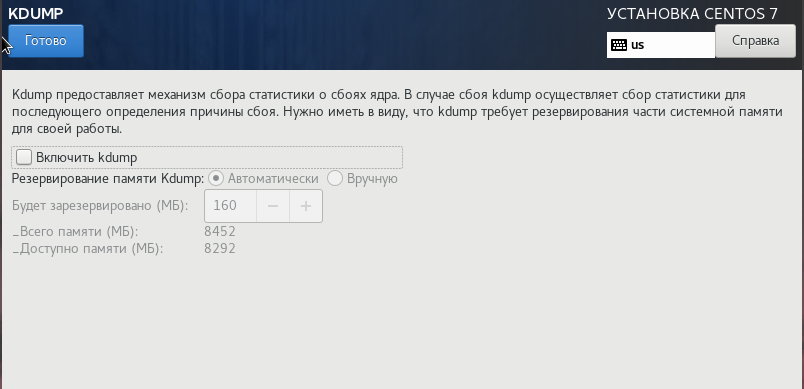 KDUMP
УСТАНОВКА CENTOS 7
Готово
us
Справка
Kdump предоставляет механизм сбора статистики о сбоях ядра. В случае сбоя kdump осуществляет сбор статистики для
последующего определения причины сбоя. Нужно иметь в виду, что kdump требует резервирования части системной памяти
для своей работы.
Включить kdump
Резервирование памяти Kdump: Автоматически Вручную
Будет зарезервировано (МБ): 160 − +
_Всего памяти (МБ): 8452
_Доступно памяти (МБ): 8292